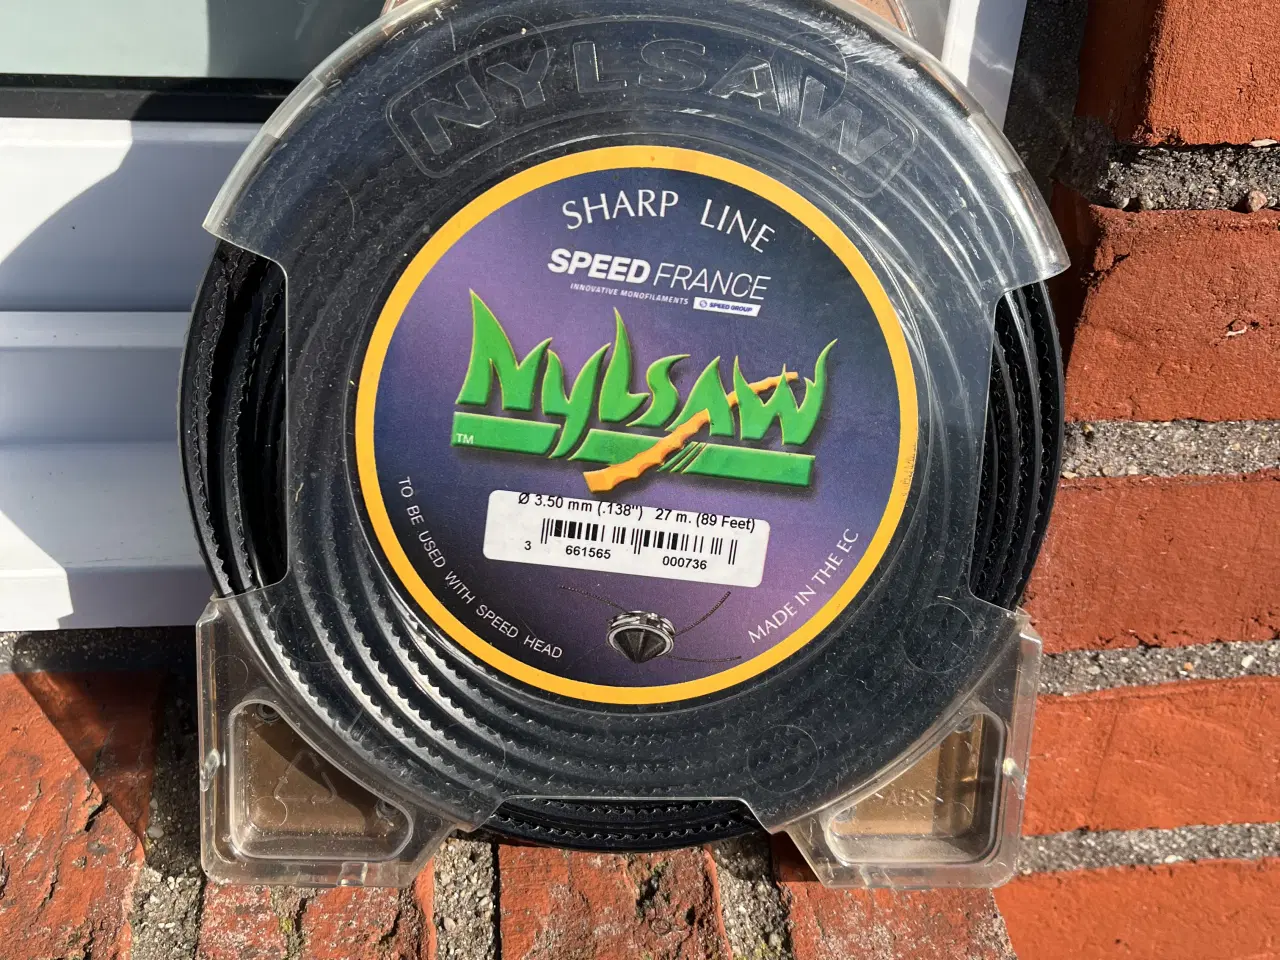 NYLSAW
SHARP LINE
SPEED FRANCE
INNOVATIVE MONOFILAMENTS
SPEED GROUP
NYLSAW
TM
Ø 3.50 mm (.138") 27 m. (89 Feet)
3 661565 000736
TO BE USED WITH SPEED HEAD
MADE IN THE EC
ABS